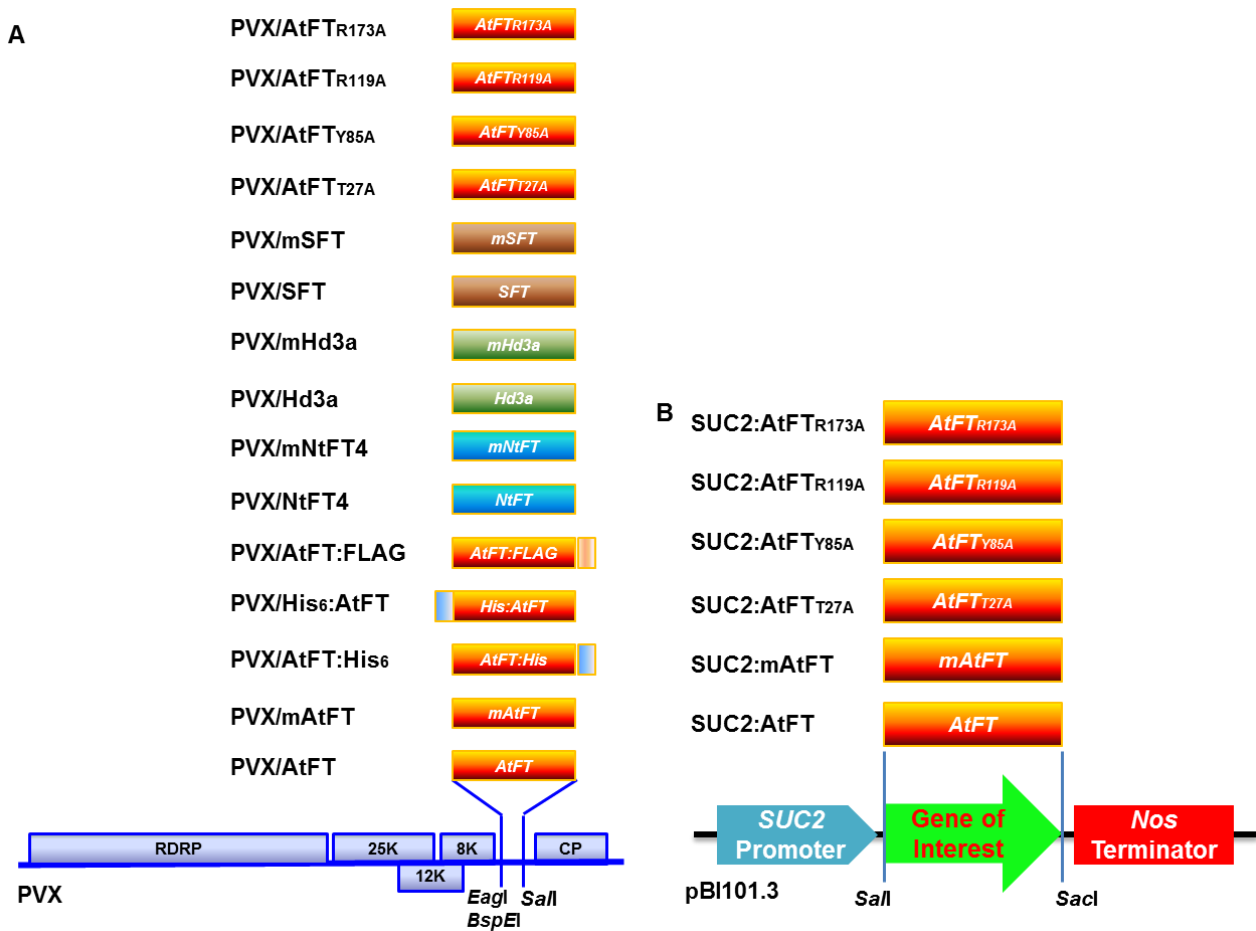 A
PVX/AtFTR173A AtFTR173A
PVX/AtFTR119A AtFTR119A
PVX/AtFTY85A AtFTY85A
PVX/AtFTT27A AtFTT27A
PVX/mSFT mSFT
PVX/SFT SFT
PVX/mHd3a mHd3a
PVX/Hd3a Hd3a
PVX/mNtFT4 mNtFT
PVX/NtFT4 NtFT
PVX/AtFT:FLAG AtFT:FLAG
PVX/His6:AtFT His:AtFT
PVX/AtFT:His6 AtFT:His
PVX/mAtFT mAtFT
PVX/AtFT AtFT
RDRP 25K 8K CP
12K
PVX
EagI SalI
BspEI
B
SUC2:AtFTR173A AtFTR173A
SUC2:AtFTR119A AtFTR119A
SUC2:AtFTY85A AtFTY85A
SUC2:AtFTT27A AtFTT27A
SUC2:mAtFT mAtFT
SUC2:AtFT AtFT
SUC2 Gene of Nos
Promoter Interest Terminator
pBI101.3
SalI SacI